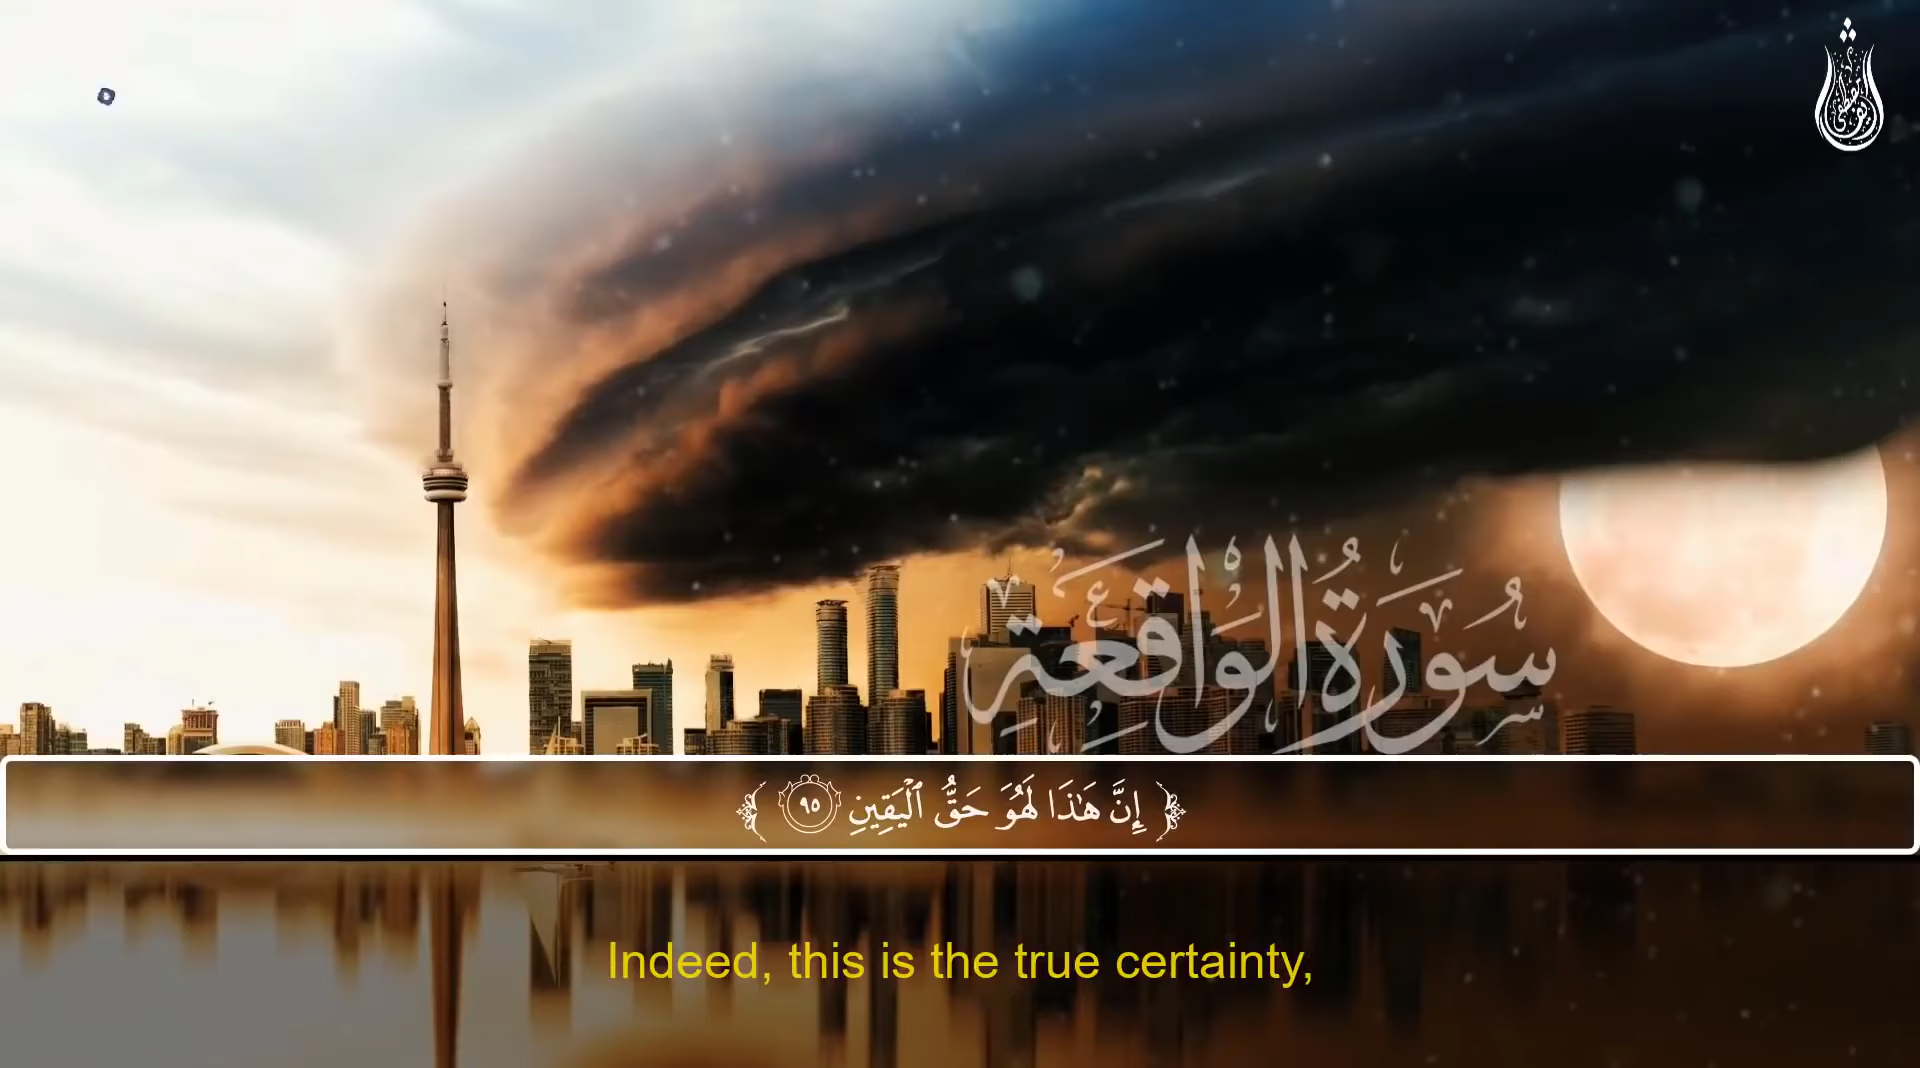 سُورَةُ الوَاقِعَةِ
إِنَّ هَٰذَا لَهُوَ حَقُّ ٱلْيَقِينِ ٩٥
Indeed, this is the true certainty,